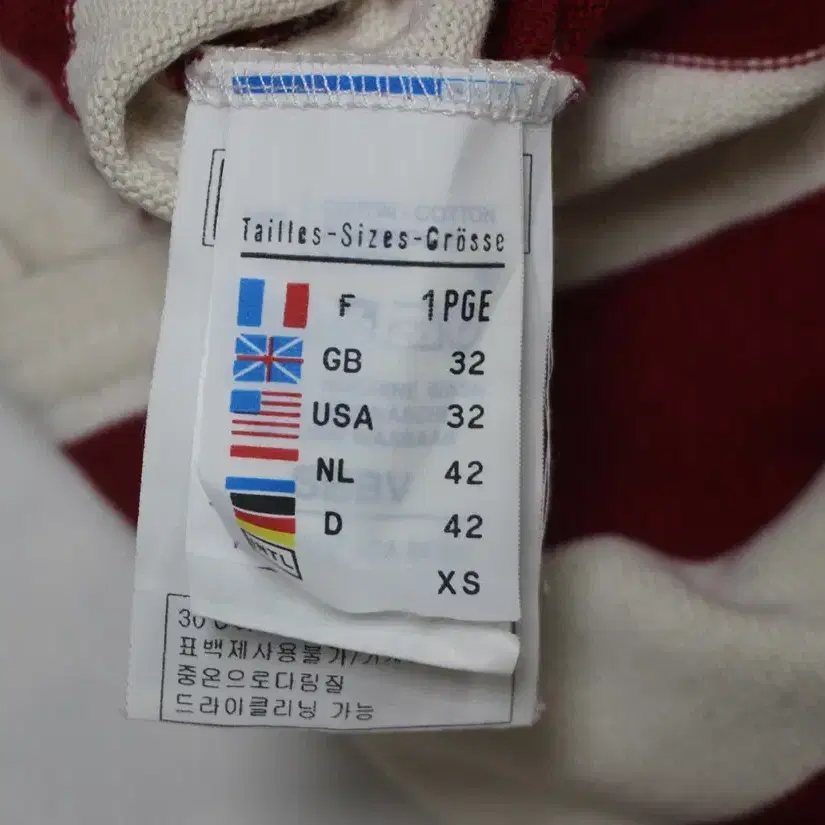 Tailles-Sizes-Grösse
F 1PGE
GB 32
USA 32
NL 42
D 42
XS
30
표백제사용불가/
중온으로다림질
드라이클리닝 가능